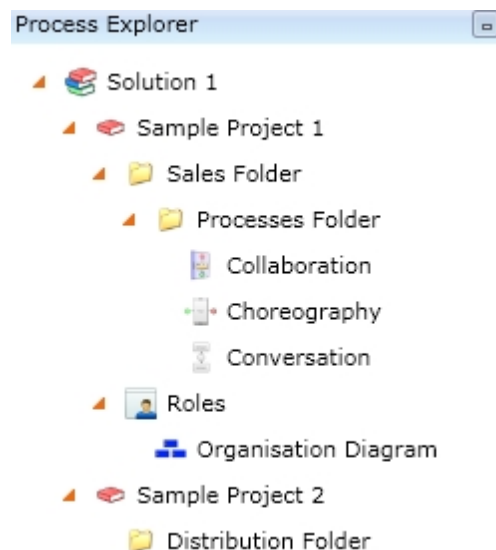 Process Explorer
Solution 1
Sample Project 1
Sales Folder
Processes Folder
Collaboration
Choreography
Conversation
Roles
Organisation Diagram
Sample Project 2
Distribution Folder